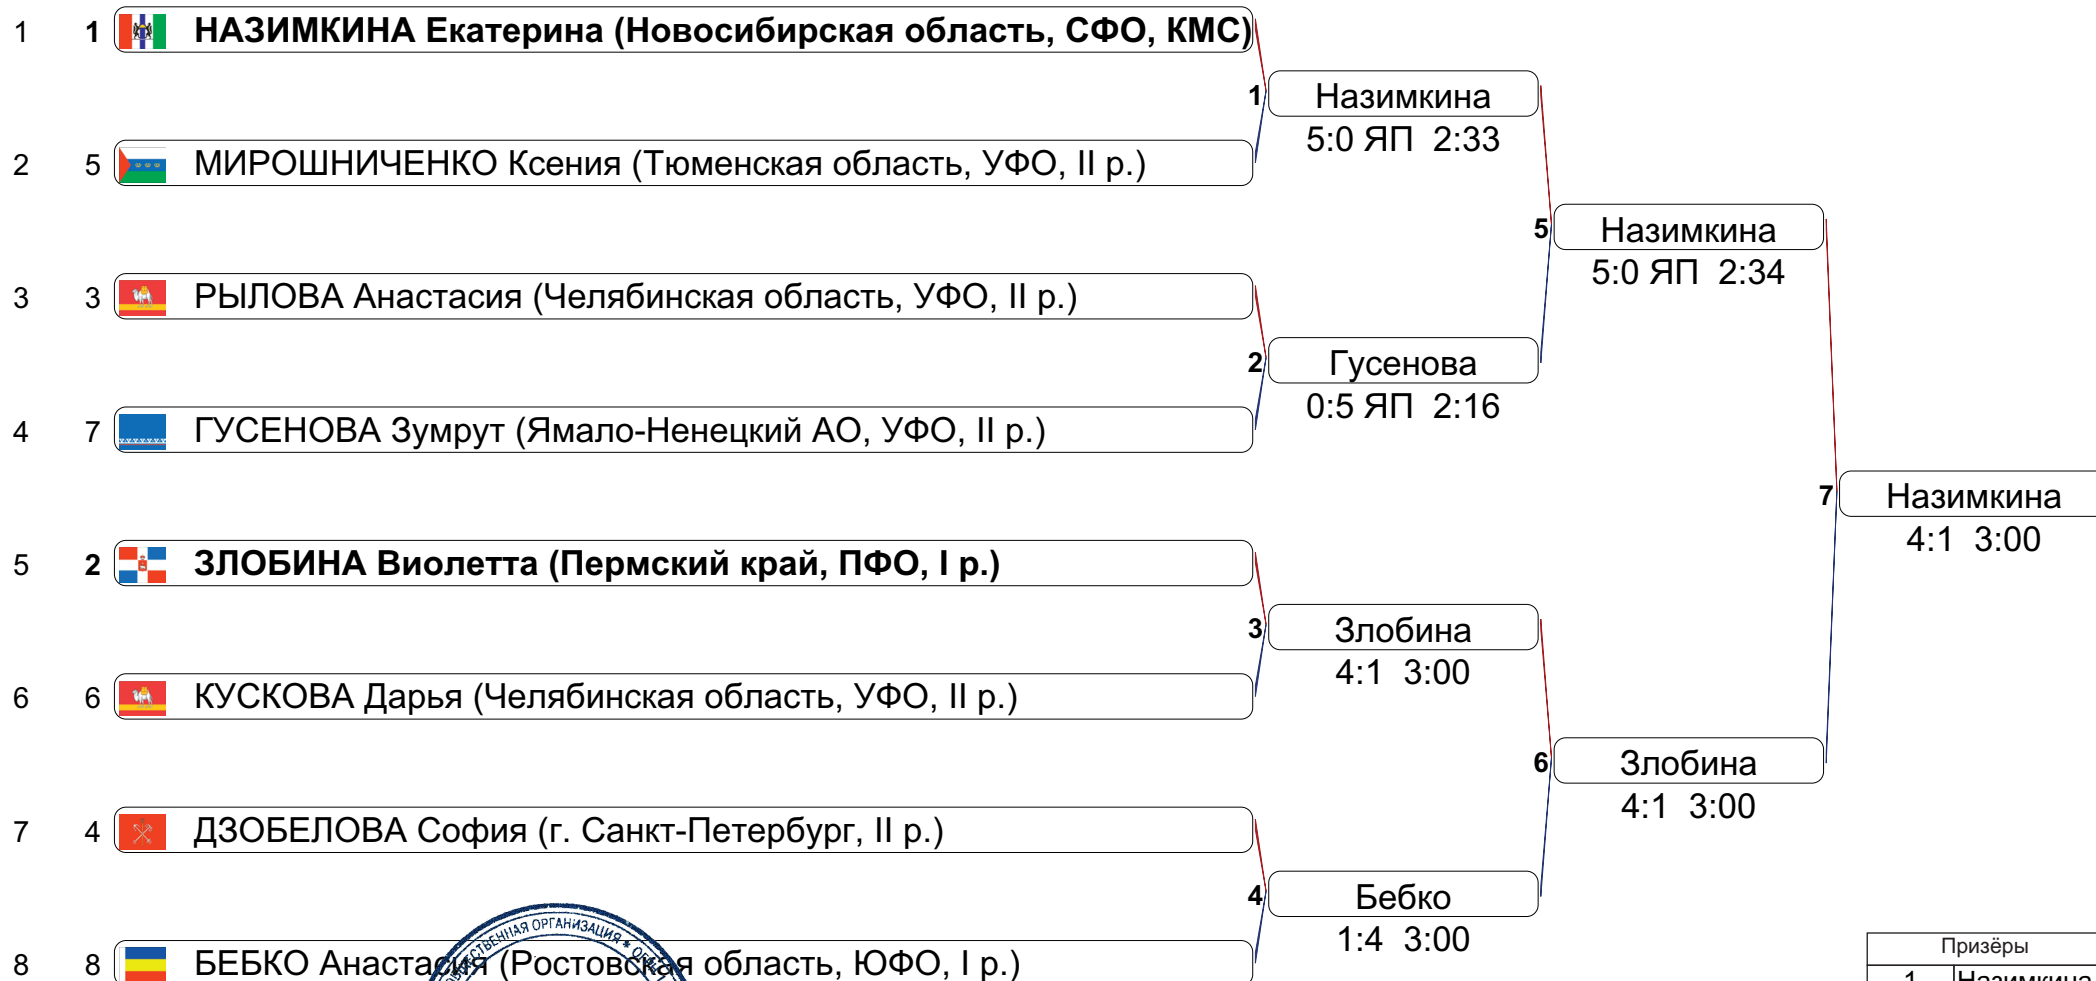 1 1 НАЗИМКИНА Екатерина (Новосибирская область, СФО, КМС)
1 Назимкина
5:0 ЯП 2:33
2 5 МИРОШНИЧЕНКО Ксения (Тюменская область, УФО, II р.)
5 Назимкина
5:0 ЯП 2:34
3 3 РЫЛОВА Анастасия (Челябинская область, УФО, II р.)
2 Гусенова
0:5 ЯП 2:16
4 7 ГУСЕНОВА Зумрут (Ямало-Ненецкий АО, УФО, II р.)
7 Назимкина
4:1 3:00
5 2 ЗЛОБИНА Виолетта (Пермский край, ПФО, I р.)
3 Злобина
4:1 3:00
6 6 КУСКОВА Дарья (Челябинская область, УФО, II р.)
6 Злобина
4:1 3:00
7 4 ДЗОБЕЛОВА София (г. Санкт-Петербург, II р.)
4 Бебко
1:4 3:00
ОРГАНИЗАЦИЯ *
8 8 БЕБКО Анастасия (Ростовская область, ЮФО, I р.)
Призёры
1 Назимкина